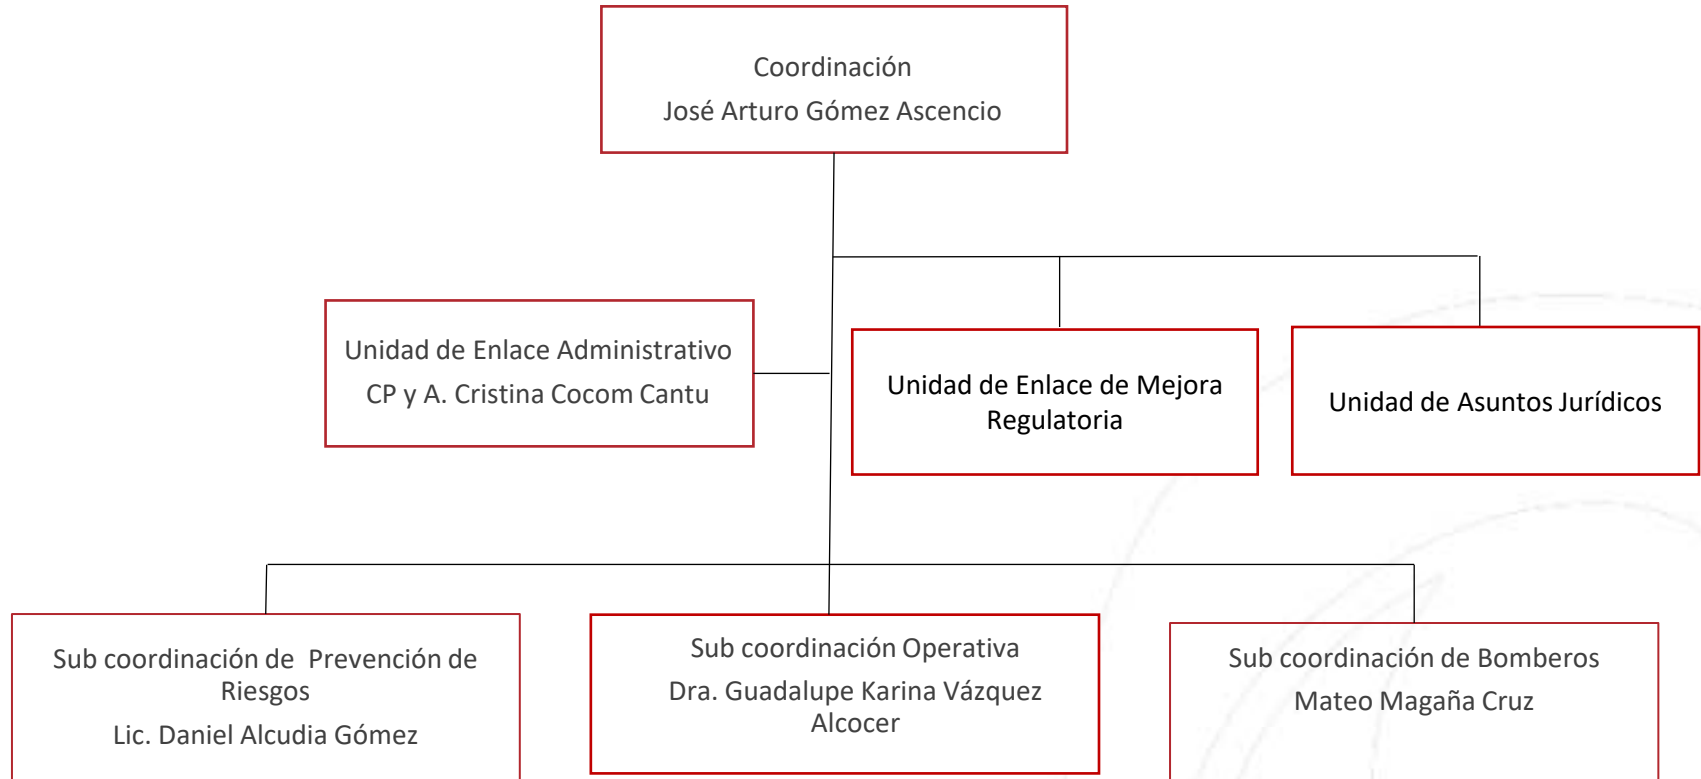 Coordinación
José Arturo Gómez Ascencio
Unidad de Enlace Administrativo
CP y A. Cristina Cocom Cantu
Unidad de Enlace de Mejora
Regulatoria
Unidad de Asuntos Jurídicos
Sub coordinación de  Prevención de
Riesgos
Lic. Daniel Alcudia Gómez
Sub coordinación Operativa
Dra. Guadalupe Karina Vázquez
Alcocer
Sub coordinación de Bomberos
Mateo Magaña Cruz